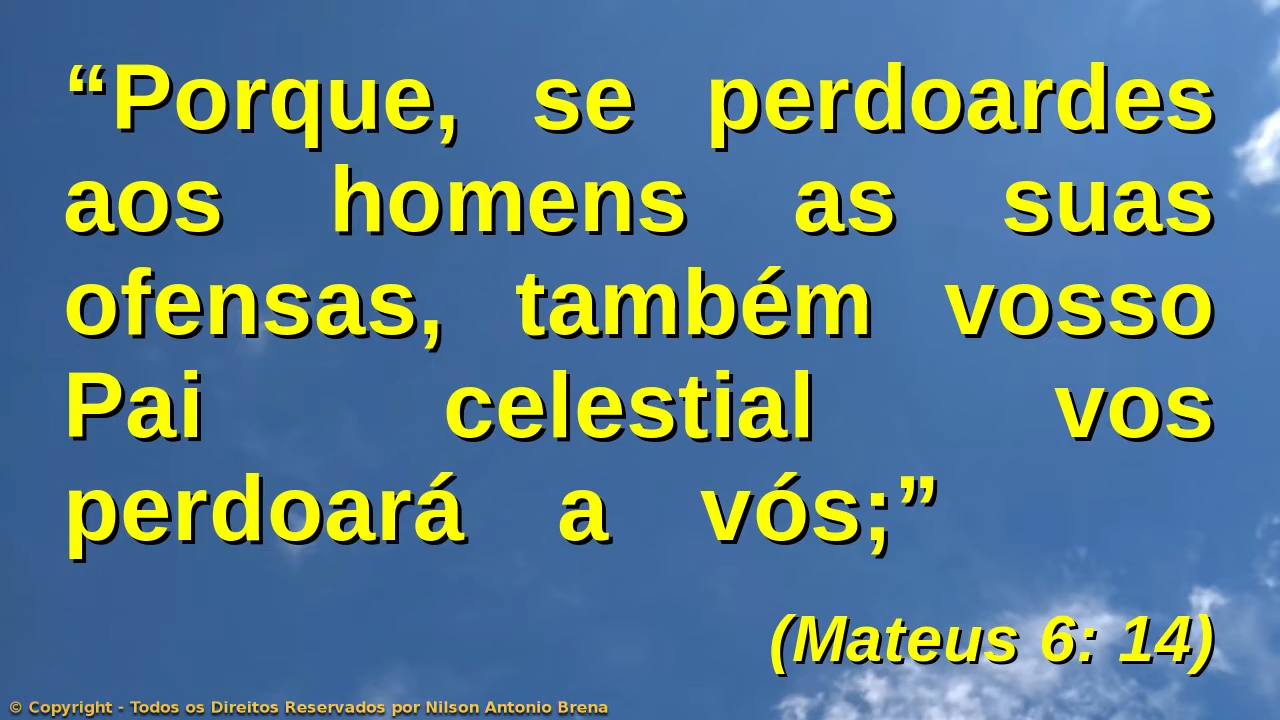 “Porque, se perdoardes
aos homens as suas
ofensas, também vosso
Pai celestial vos
perdoará a vós;”
(Mateus 6: 14)
© Copyright - Todos os Direitos Reservados por Nilson Antonio Brena